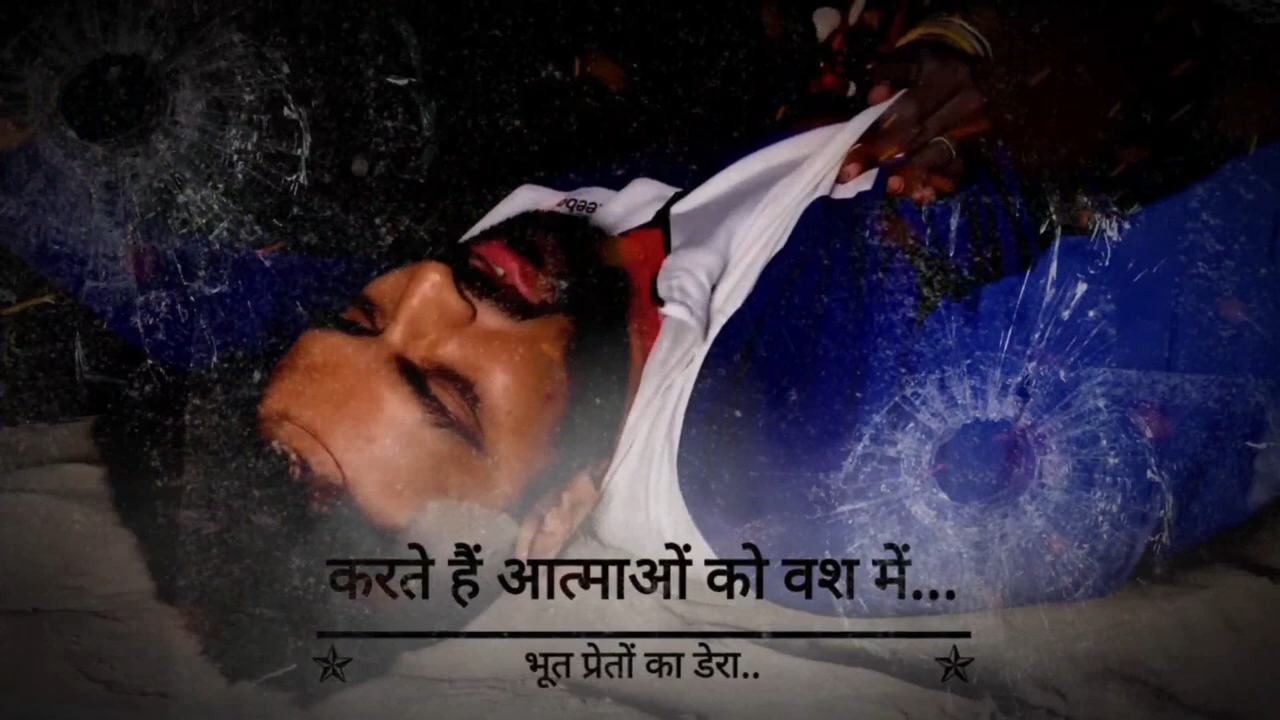 करते हैं आत्माओं को वश में...
भूत प्रेतों का डेरा..